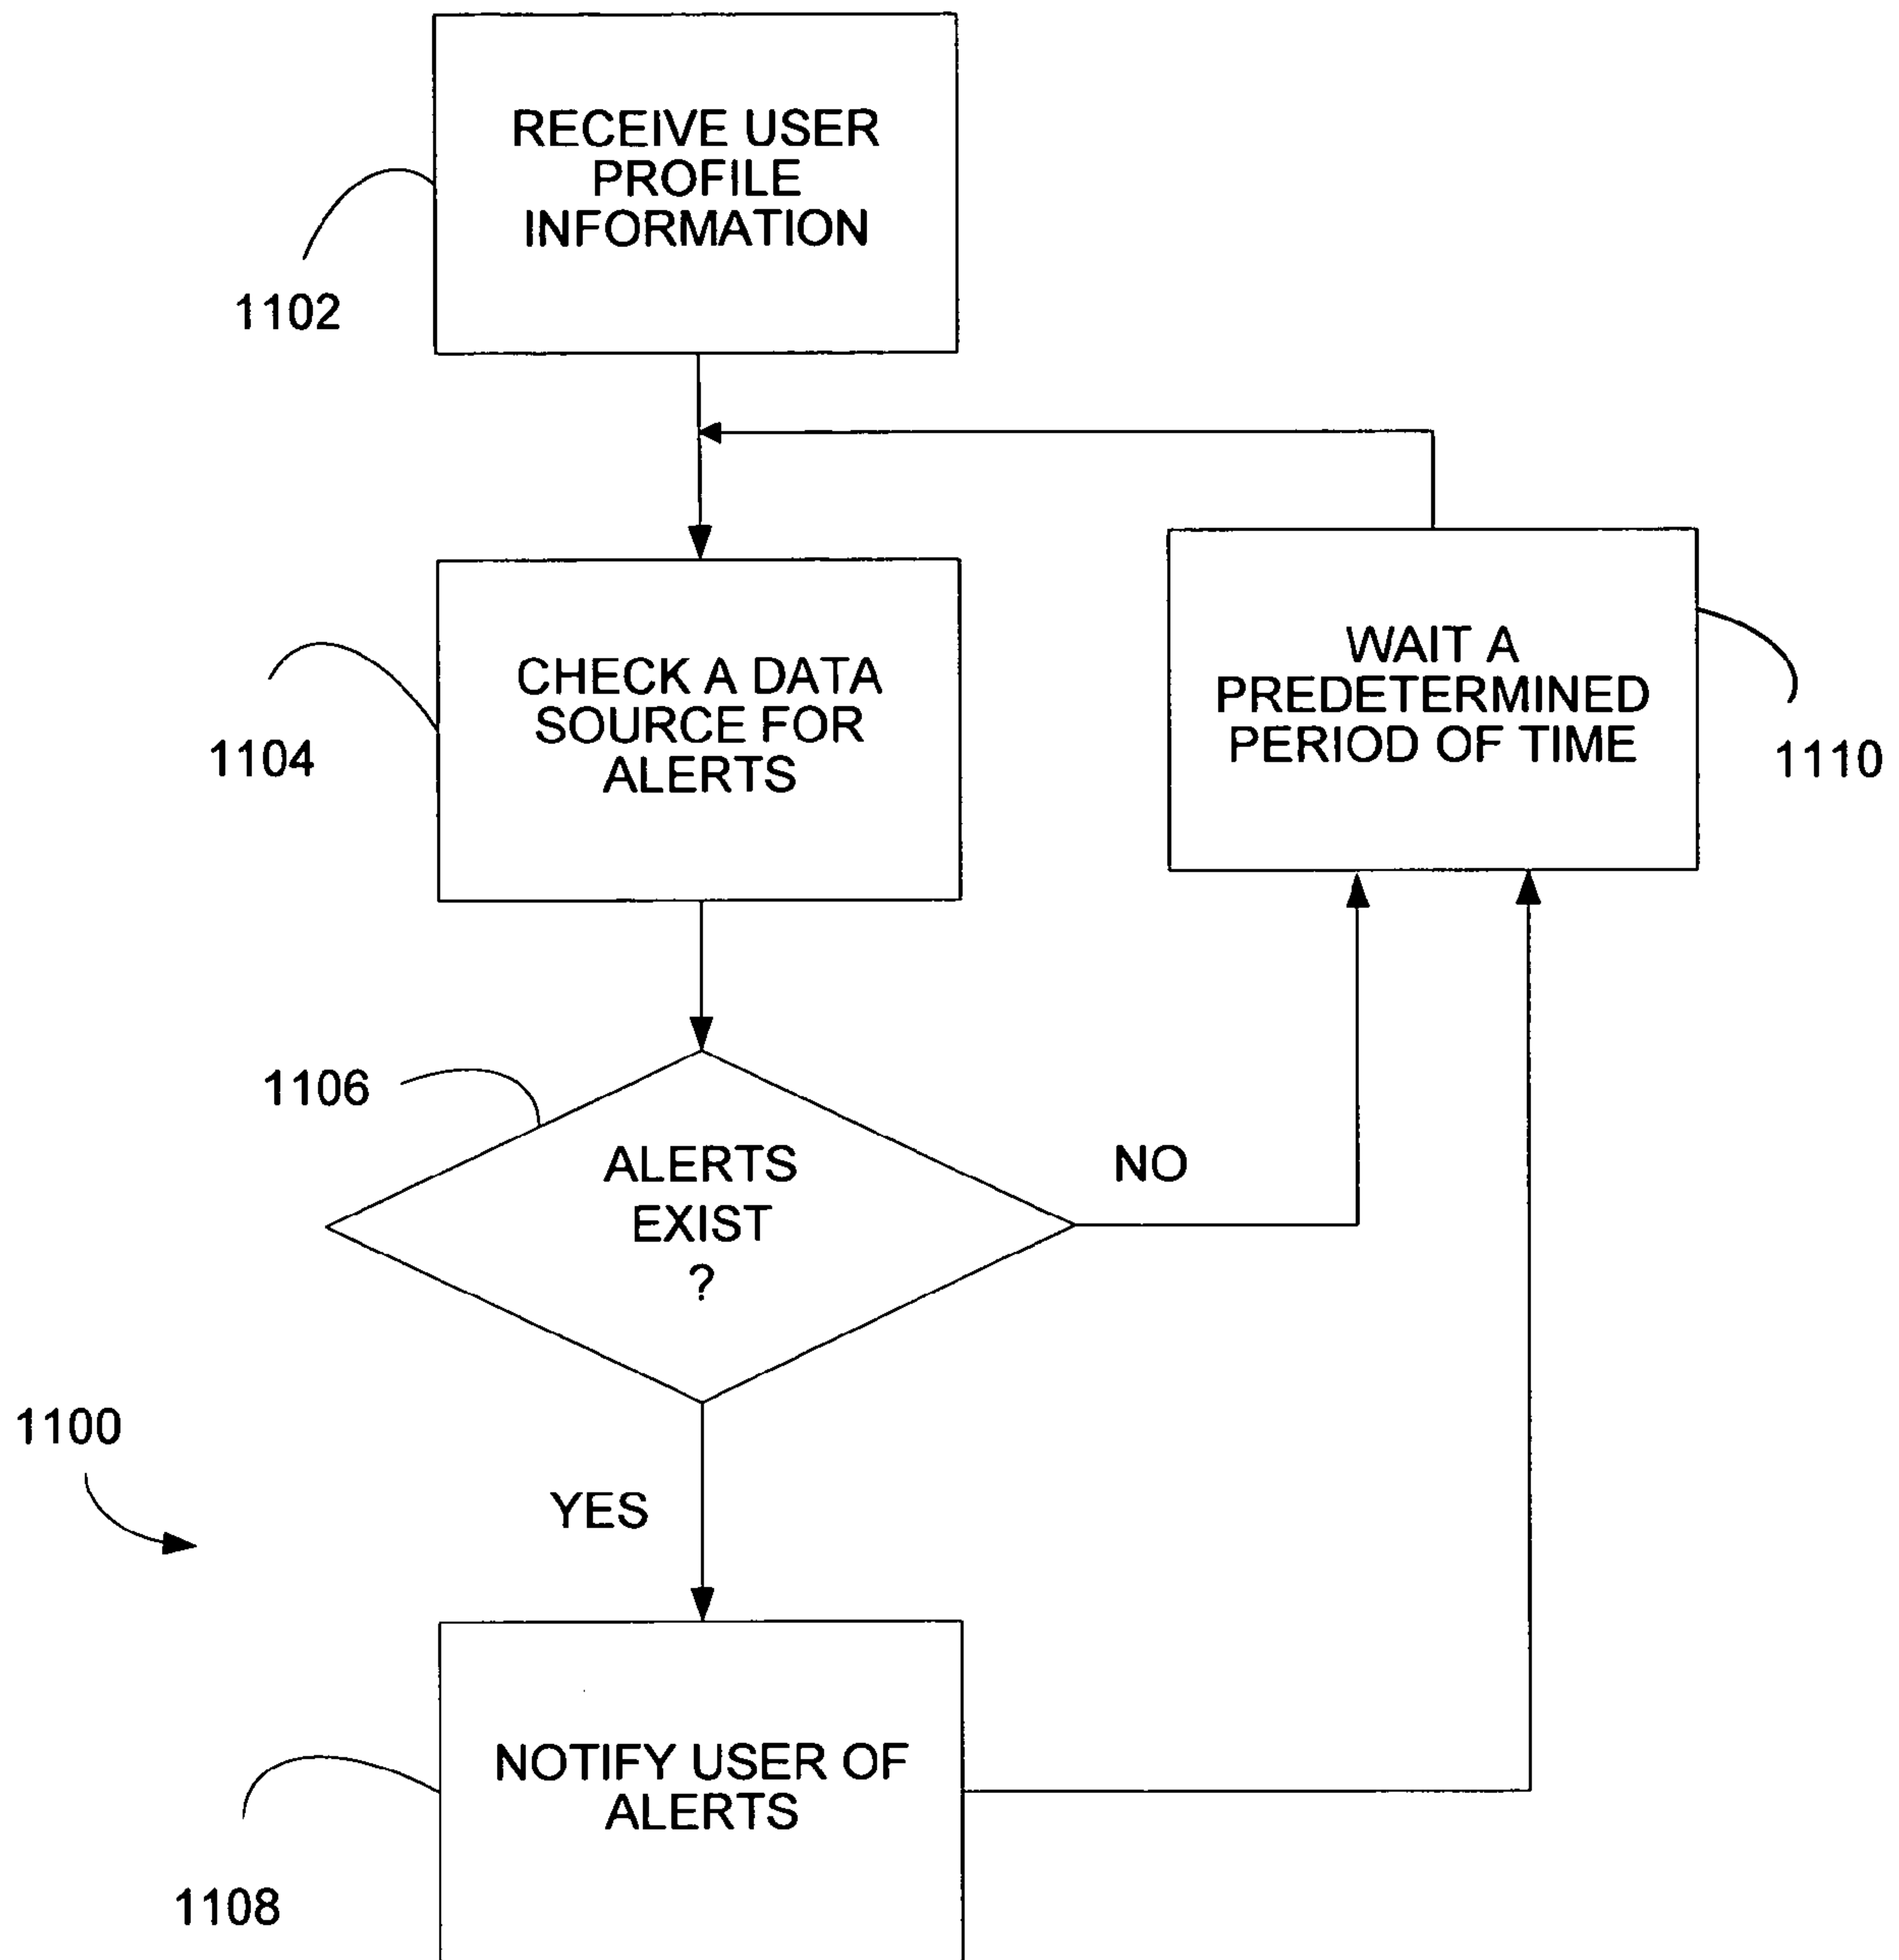 RECEIVE USER
PROFILE
INFORMATION
1102
CHECK A DATA
SOURCE FOR
ALERTS
1104
WAIT A
PREDETERMINED
PERIOD OF TIME
1110
1106
ALERTS
EXIST
?
NO
1100
YES
NOTIFY USER OF
ALERTS
1108